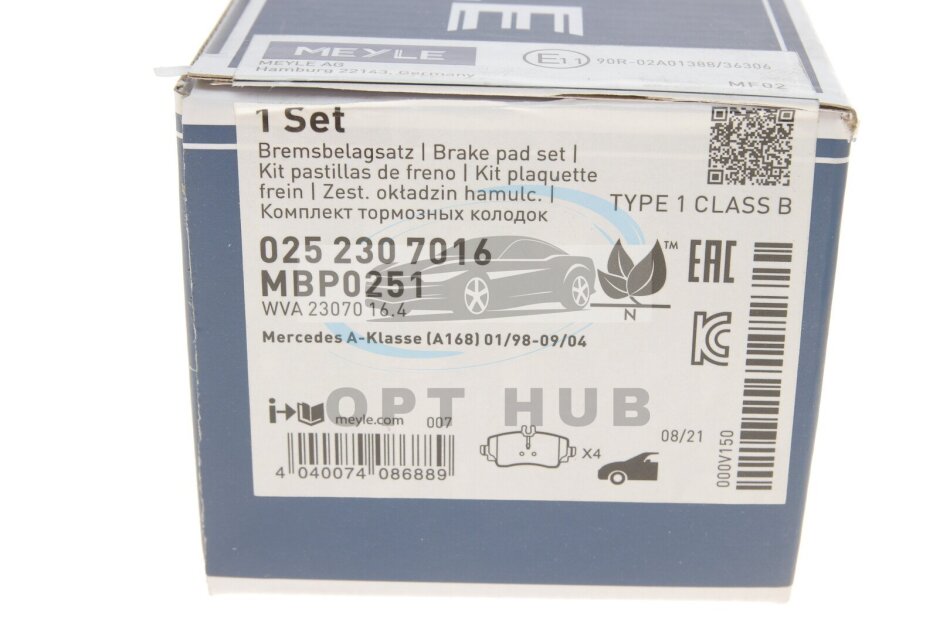 MEYLE
MEYLE AG
Hamburg 22143, Germany
E11 90R-02A01388/36306
MF02
1 Set
Bremsbelagsatz | Brake pad set |
Kit pastillas de freno | Kit plaquette
frein | Zest. okładzin hamulc. |
Комплект тормозных колодок
TYPE 1 CLASS B
025 230 7016
MBP0251
WVA 23070 16.4
Mercedes A-Klasse (A168) 01/98-09/04
TM
N
EAC
KC
OPT HUB
i
meyle.com 007
4 040074 086889
X4
08/21
000V150